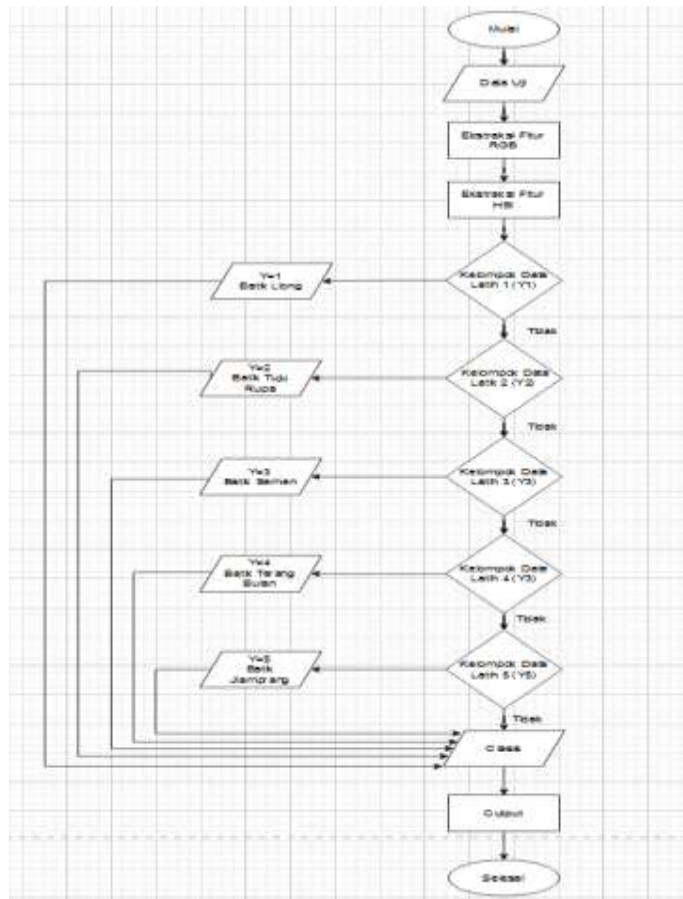 Mulai
Data Uji
Ekstraksi Fitur
RGB
Ekstraksi Fitur
HSI
Kelompok Data
Latih 1 (Y1)
Y=1
Batik Liong
Tidak
Kelompok Data
Latih 2 (Y2)
Y=2
Batik
Rupa
Tidak
Kelompok Data
Latih 3 (Y3)
Y=3
Batik Semen
Tidak
Kelompok Data
Latih 4 (Y3)
Y=4
Batik Terang
Bulan
Tidak
Kelompok Data
Latih 5 (Y5)
Y=5
Batik
Jlamprang
Tidak
Class
Output
Selesai